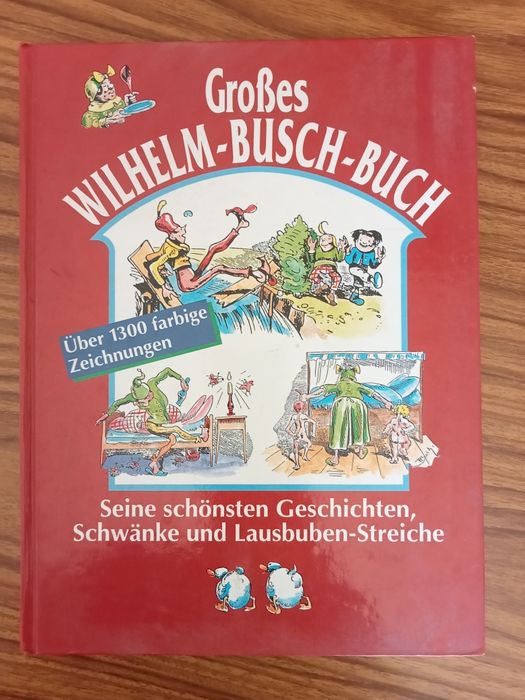 Großes
WILHELM-BUSCH-BUCH
Über 1300 farbige
Zeichnungen
Seine schönsten Geschichten,
Schwänke und Lausbuben-Streiche